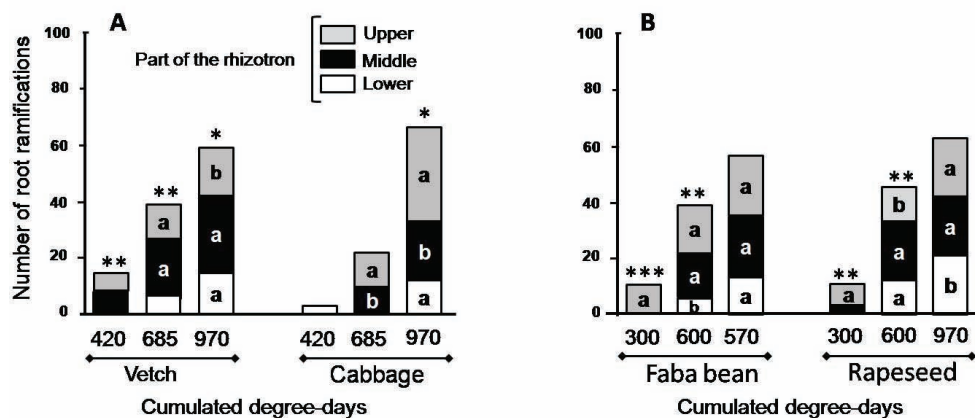 A
Number of root ramifications
100
80
60
40
20
0
Part of the rhizotron
Upper
Middle
Lower
**
**
a
a
*
b
a
a
a
b
*
a
b
a
420 685 970
420 685 970
Vetch
Cabbage
Cumulated degree-days
B
100
80
60
40
20
0
***
a
**
a
a
b
a
a
a
**
a
**
b
a
a
a
a
b
300 600 570
300 600 970
Faba bean
Rapeseed
Cumulated degree-days